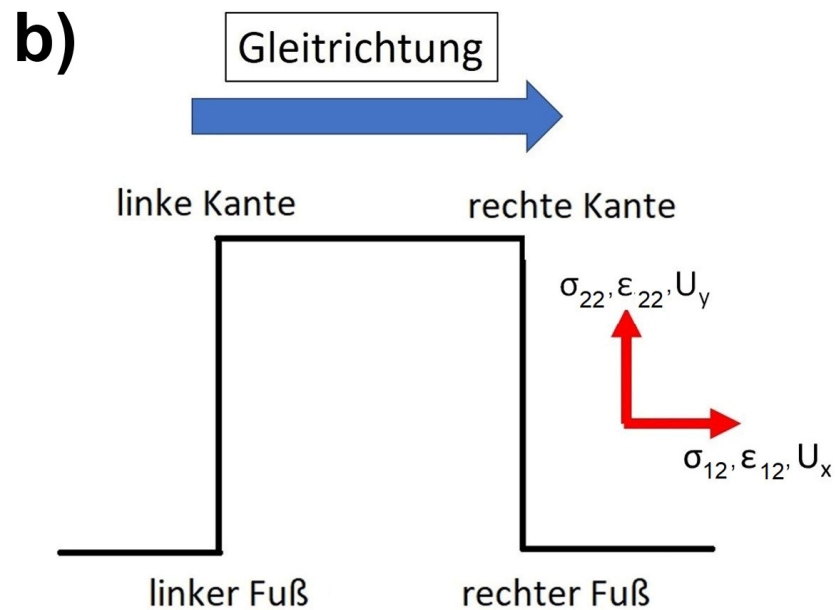 b)
Gleitrichtung
linke Kante
rechte Kante
σ22, ε22, Uy
σ12, ε12, Ux
linker Fuß
rechter Fuß